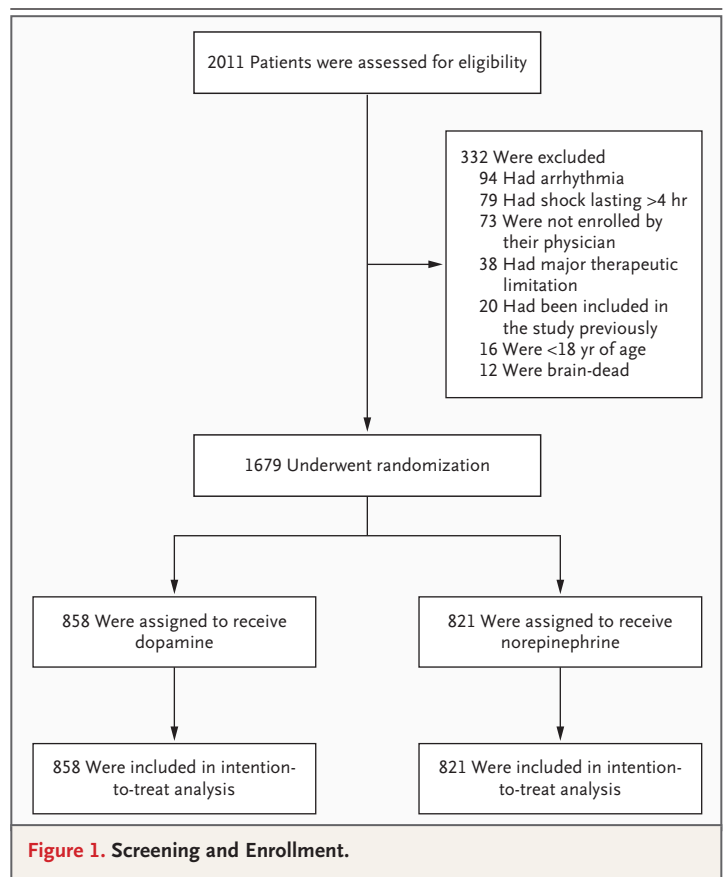 2011 Patients were assessed for eligibility
332 Were excluded
94 Had arrhythmia
79 Had shock lasting >4 hr
73 Were not enrolled by
their physician
38 Had major therapeutic
limitation
20 Had been included in
the study previously
16 Were <18 yr of age
12 Were brain-dead
1679 Underwent randomization
858 Were assigned to receive
dopamine
821 Were assigned to receive
norepinephrine
858 Were included in intention-
to-treat analysis
821 Were included in intention-
to-treat analysis
Figure 1. Screening and Enrollment.